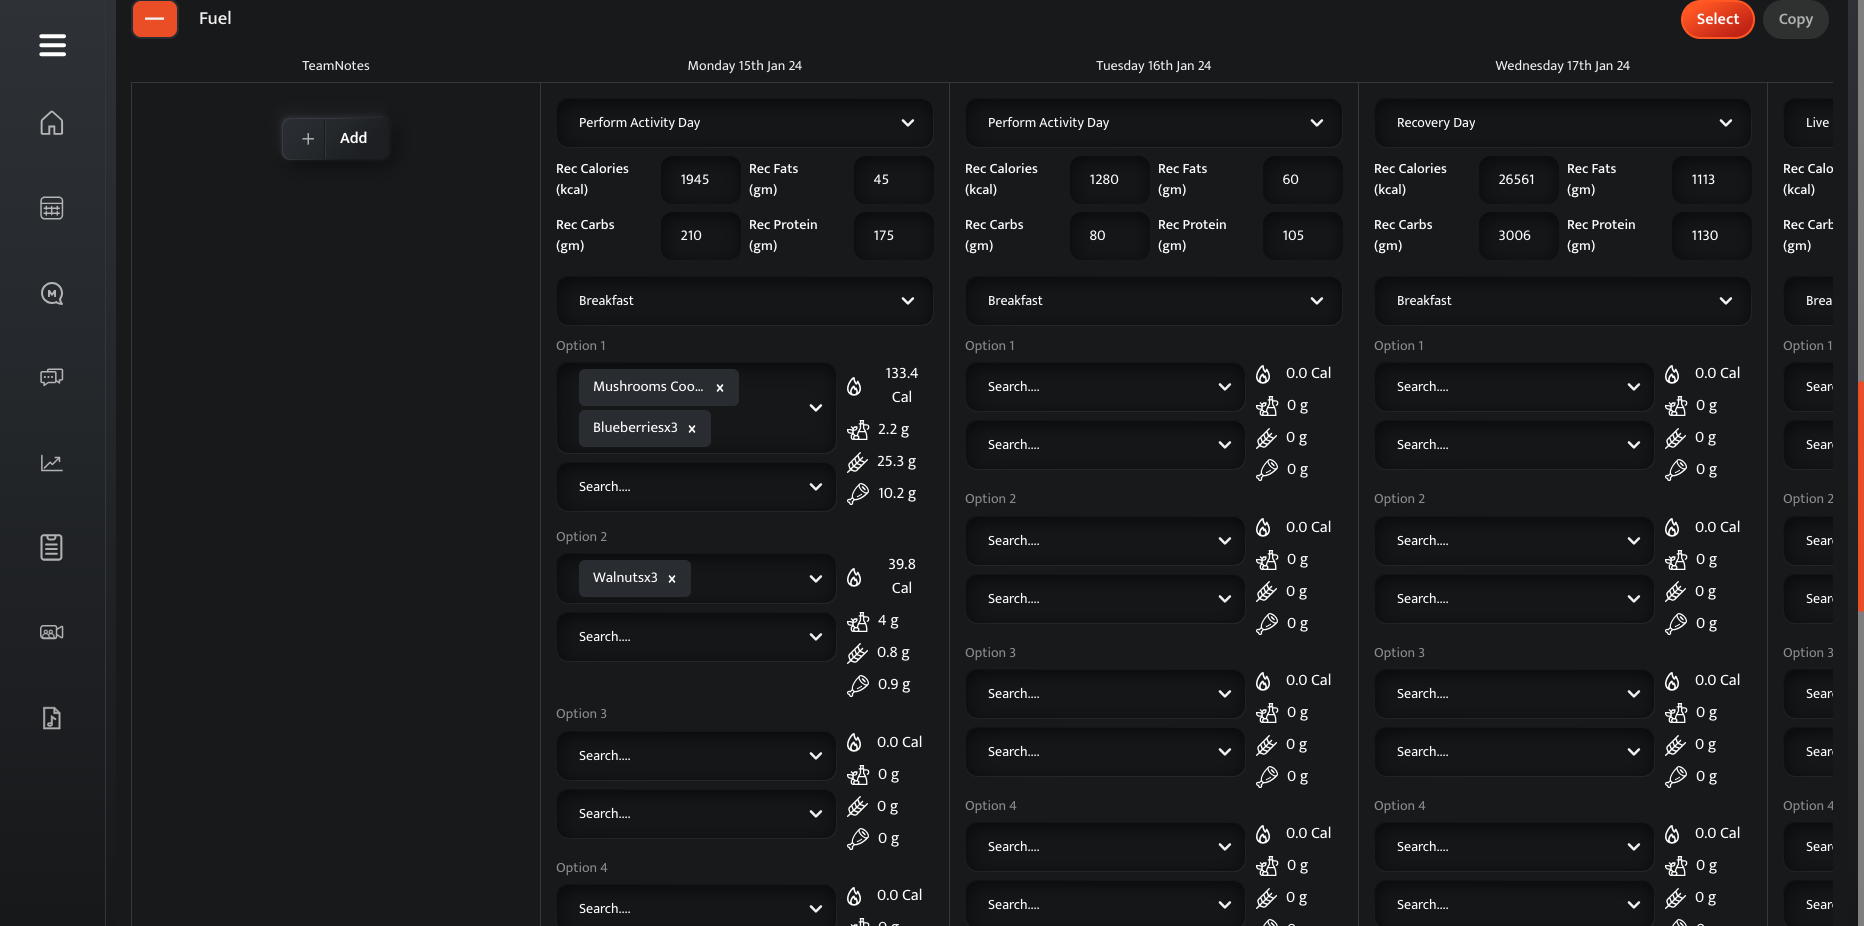 Fuel
Select
Copy
TeamNotes
Monday 15th Jan 24
Tuesday 16th Jan 24
Wednesday 17th Jan 24
Add
Perform Activity Day
Rec Calories
(kcal)
1945
Rec Fats
(gm)
45
Rec Carbs
(gm)
210
Rec Protein
(gm)
175
Breakfast
Option 1
Mushrooms Coo...
Blueberriesx3
Search....
133.4
Cal
2.2 g
25.3 g
10.2 g
Option 2
Walnutsx3
Search....
39.8
Cal
4 g
0.8 g
0.9 g
Option 3
Search....
Search....
0.0 Cal
0 g
0 g
0 g
Option 4
Search....
0.0 Cal
0 g
Perform Activity Day
Rec Calories
(kcal)
1280
Rec Fats
(gm)
60
Rec Carbs
(gm)
80
Rec Protein
(gm)
105
Breakfast
Option 1
Search....
Search....
0.0 Cal
0 g
0 g
0 g
Option 2
Search....
Search....
0.0 Cal
0 g
0 g
0 g
Option 3
Search....
Search....
0.0 Cal
0 g
0 g
0 g
Option 4
Search....
Search....
0.0 Cal
0 g
0 g
Recovery Day
Rec Calories
(kcal)
26561
Rec Fats
(gm)
1113
Rec Carbs
(gm)
3006
Rec Protein
(gm)
1130
Breakfast
Option 1
Search....
Search....
0.0 Cal
0 g
0 g
0 g
Option 2
Search....
Search....
0.0 Cal
0 g
0 g
0 g
Option 3
Search....
Search....
0.0 Cal
0 g
0 g
0 g
Option 4
Search....
Search....
0.0 Cal
0 g
0 g
Live
Rec Calo
(kcal)
Rec Carb
(gm)
Brea
Option 1
Sear
Sear
Option 2
Sear
Sear
Option 3
Sear
Sear
Option 4
Sear
Sear